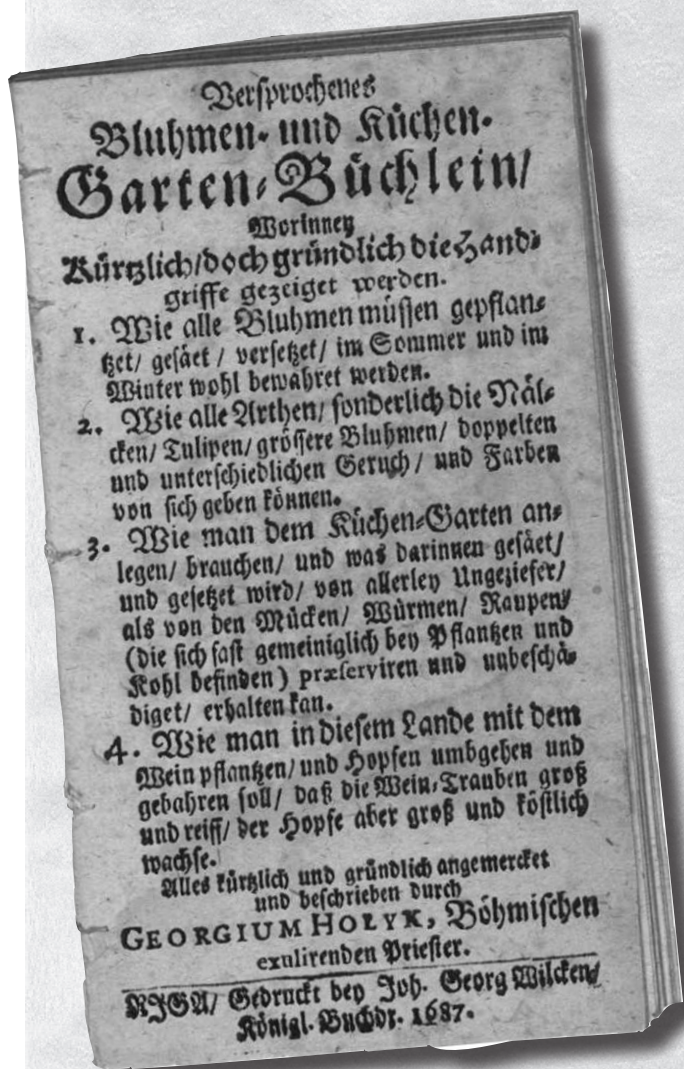 Versprochenes
Bluhmen- und Küchen-
Garten-Büchlein/
Worinnen
Kürtzlich/doch gründlich die Hand-
griffe gezeiget werden.
1. Wie alle Bluhmen müssen gepflan-
tzet/ gesäet / versetzet/ im Sommer und im
Winter wohl bewahret werden.
2. Wie alle Arthen/ sonderlich die Näl-
cken/ Tulipen/ grössere Bluhmen/ doppelten
und unterschiedlichen Geruch / und Farben
von sich geben können.
3. Wie man dem Küchen-Garten an-
legen/ brauchen/ und was darinnen gesäet/
und gesetzet wird/ von allerley Ungeziefer/
als von den Mücken/ Würmen/ Raupen/
(die sich fast gemeiniglich bey Pflantzen und
Kohl befinden) præserviren und unbeschä-
diget/ erhalten kan.
4. Wie man in diesem Lande mit dem
Wein pflantzen/ und Hopfen umbgehen und
gebahren soll/ daß die Wein-Trauben groß
und reiff/ der Hopfe aber groß und köstlich
wachse.
Alles kürtzlich und gründlich angemercket
und beschrieben durch
GEORGIUM HOLYK, Böhmischen
exulirenden Priester.
RIGA/ Gedruckt bey Joh. Georg Wilcken/
Königl. Buchdr. 1687.